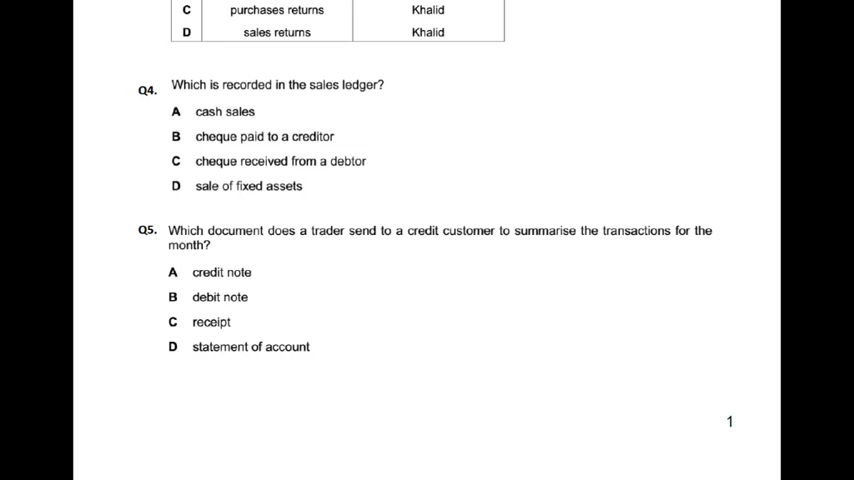 C purchases returns Khalid
D sales returns Khalid
Q4. Which is recorded in the sales ledger?
A cash sales
B cheque paid to a creditor
C cheque received from a debtor
D sale of fixed assets
Q5. Which document does a trader send to a credit customer to summarise the transactions for the
month?
A credit note
B debit note
C receipt
D statement of account
1